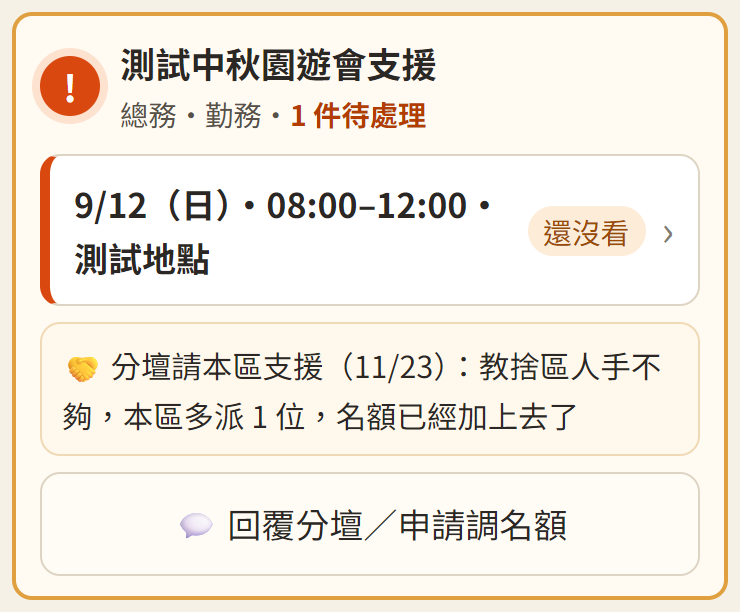 !
測試中秋園遊會支援
總務・勤務・1 件待處理
9/12（日）・08:00–12:00・
測試地點
還沒看 ›
🤝 分壇請本區支援（11/23）：教捨區人手不
夠，本區多派 1 位，名額已經加上去了
💬 回覆分壇／申請調名額